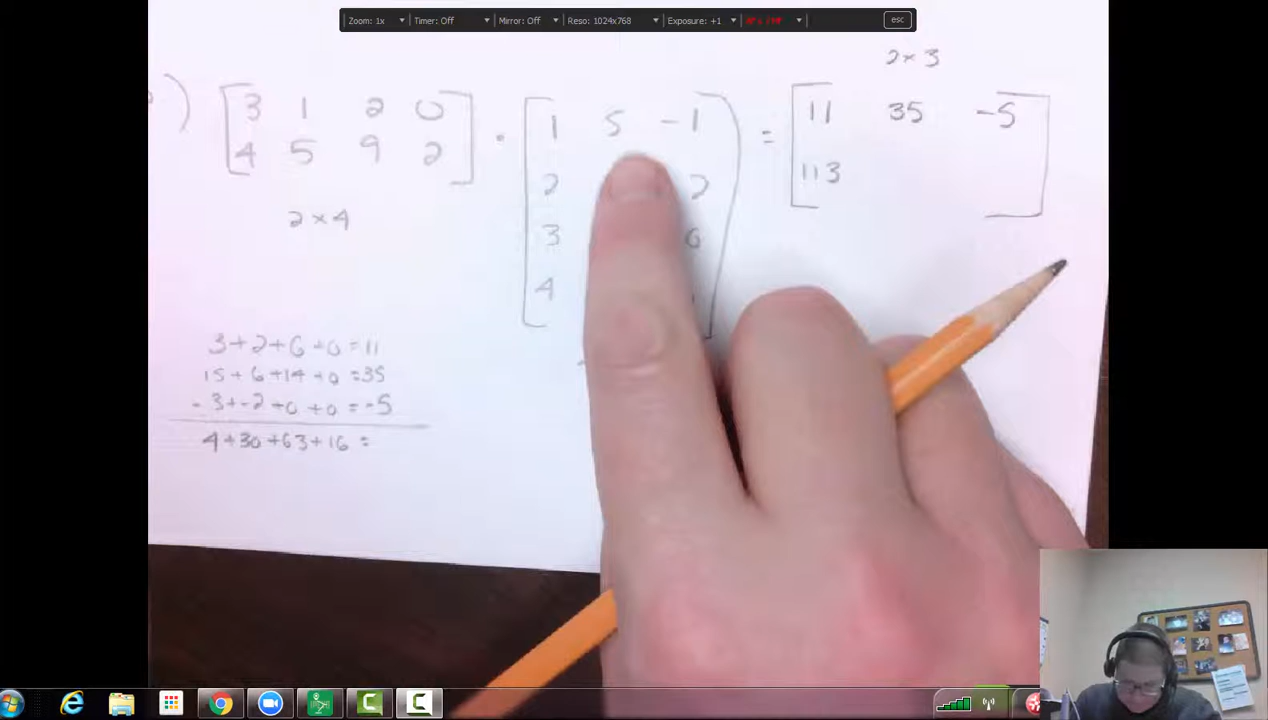 Zoom: 1x Timer: Off Mirror: Off Reso: 1024x768 Exposure: +1 esc
2 × 3
) [3 1 2 0] · [1 5 -1] = [11 35 -5]
[4 5 9 2] [2 2] [113 ]
2 × 4 [3 0]
[4 ]
3+2+6+0=11
15+6+14+0=35
-3+-2+0+0=-5
4+30+63+16=